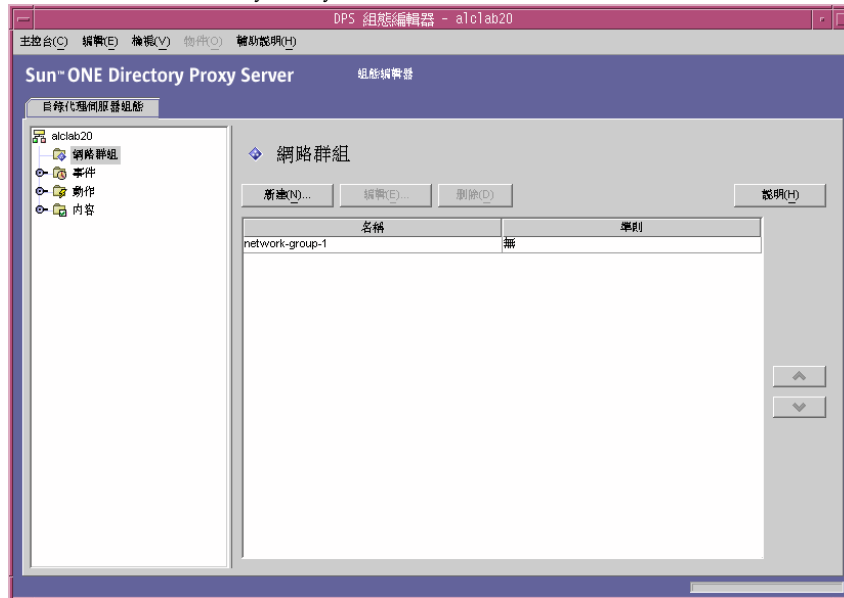 DPS 組態編輯器 - alclab20
主控台(C) 編輯(E) 檢視(V) 物件(O) 輔助說明(H)
Sun™ ONE Directory Proxy Server 組態編輯器
目錄代理伺服器組態
alclab20
網路群組
事件
動作
內容
網路群組
新建(N)... 編輯(E)... 刪除(D) 說明(H)
名稱 準則
network-group-1 無